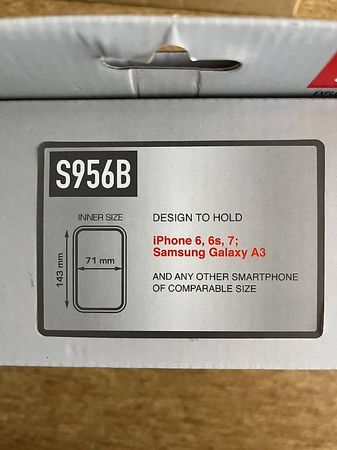 S956B
INNER SIZE
143 mm
71 mm
DESIGN TO HOLD
iPhone 6, 6s, 7;
Samsung Galaxy A3
AND ANY OTHER SMARTPHONE
OF COMPARABLE SIZE